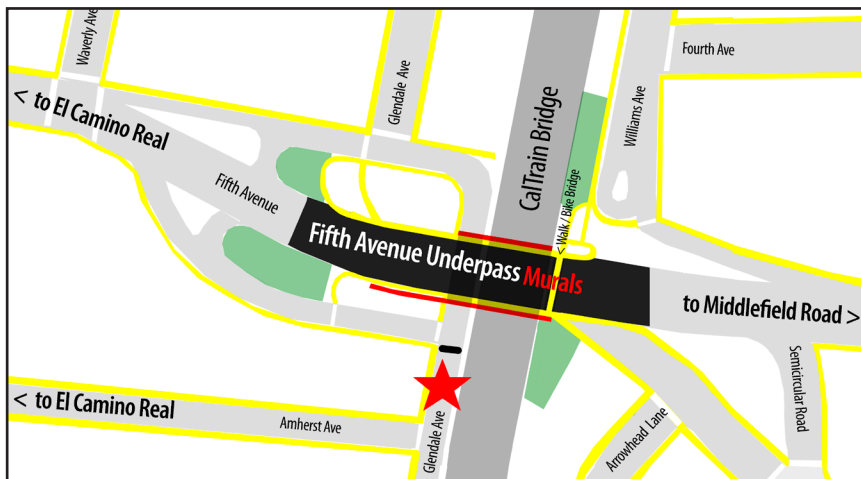 Waverly Ave
Glendale Ave
Fourth Ave
< to El Camino Real
CalTrain Bridge
Williams Ave
Fifth Avenue
< Walk / Bike Bridge
Fifth Avenue Underpass Murals
to Middlefield Road >
Semicircular Road
< to El Camino Real
Amherst Ave
Glendale Ave
Arrowhead Lane